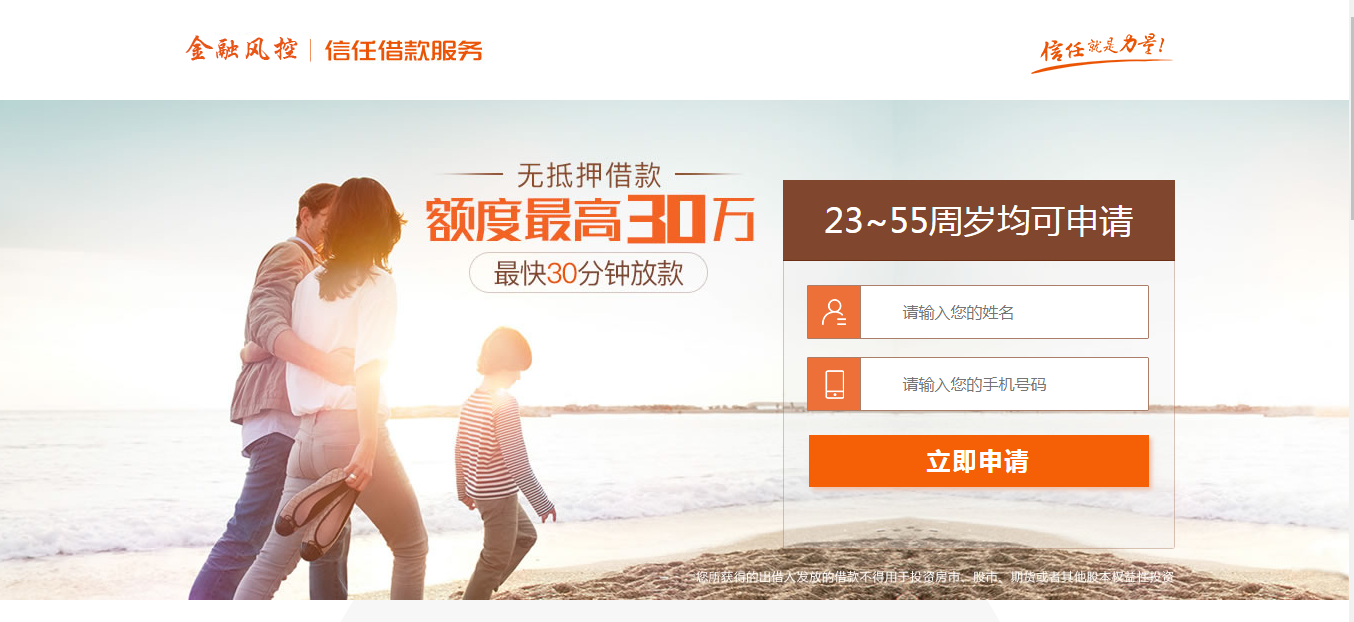 金融风控 | 信任借款服务
信任就是力量!
无抵押借款
额度最高30万
最快30分钟放款
23~55周岁均可申请
请输入您的姓名
请输入您的手机号码
立即申请
您所获得的出借人发放的借款不得用于投资房市、股市、期货或者其他股本权益性投资